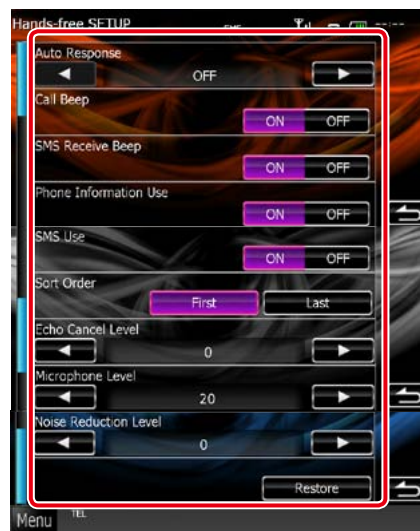 Hands-free SETUP
SMS
Auto Response
OFF
Call Beep
ON OFF
SMS Receive Beep
ON OFF
Phone Information Use
ON OFF
SMS Use
ON OFF
Sort Order
First Last
Echo Cancel Level
0
Microphone Level
20
Noise Reduction Level
0
Restore
Menu TEL